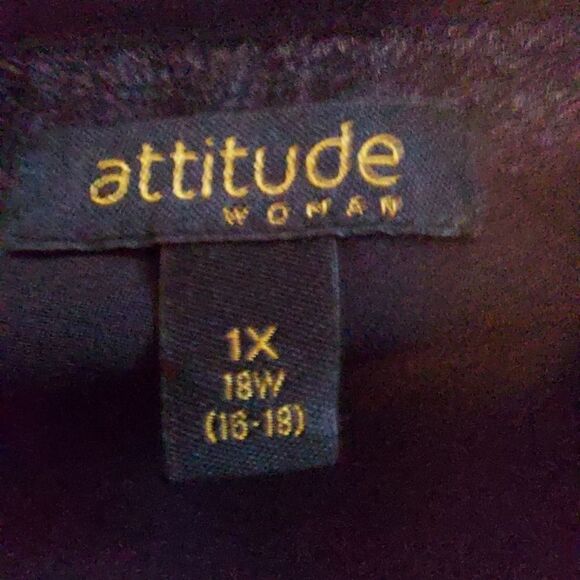 attitude
WOMAN
1X
18W
(16-18)